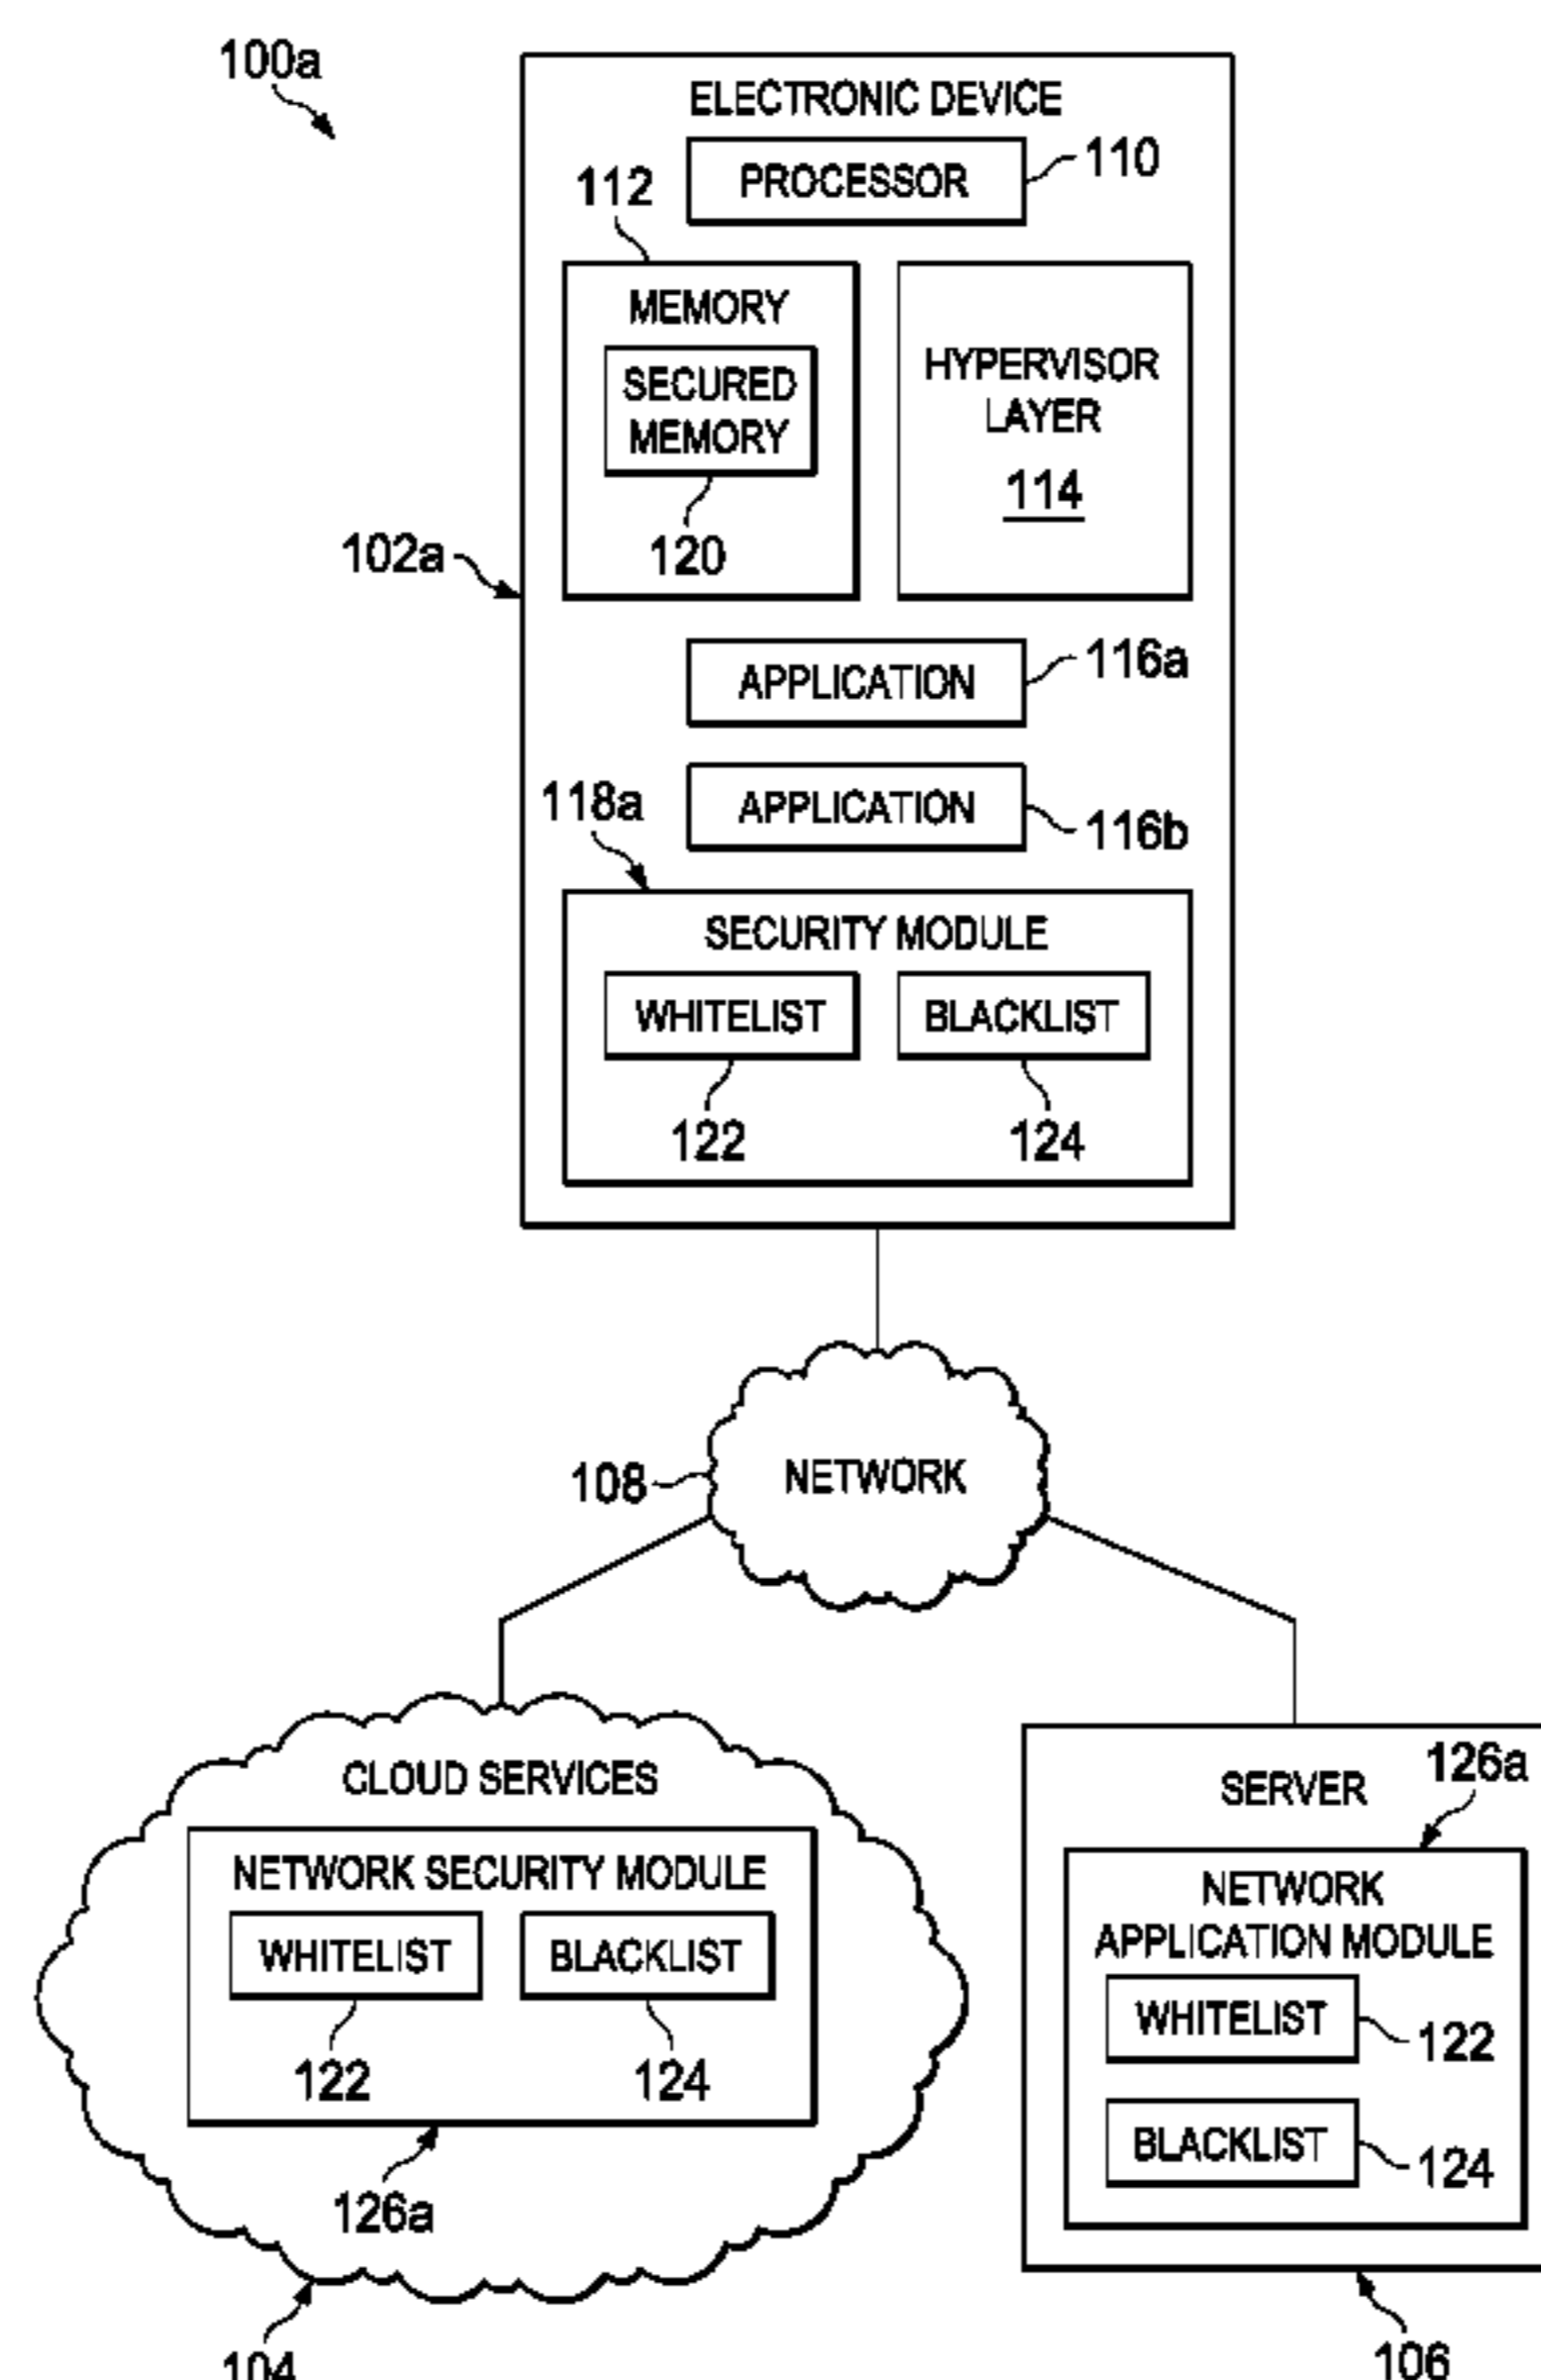 100a
ELECTRONIC DEVICE
PROCESSOR
110
112
MEMORY
SECURED
MEMORY
120
HYPERVISOR
LAYER
114
102a
APPLICATION
116a
APPLICATION
116b
118a
SECURITY MODULE
WHITELIST
BLACKLIST
122
124
108
NETWORK
CLOUD SERVICES
NETWORK SECURITY MODULE
WHITELIST
BLACKLIST
122
124
126a
104
SERVER
126a
NETWORK
APPLICATION MODULE
WHITELIST
122
BLACKLIST
124
106